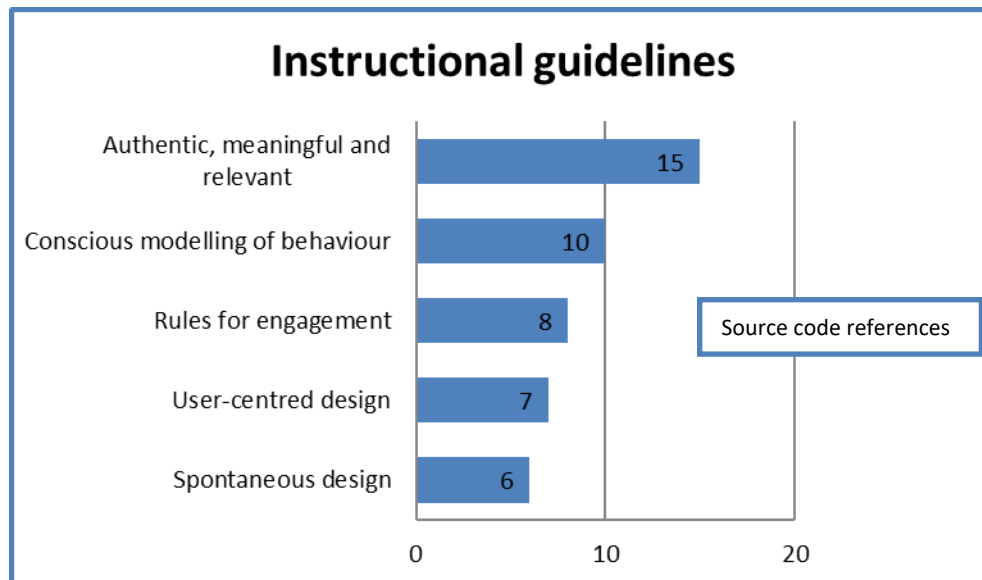 Instructional guidelines
Authentic, meaningful and
relevant
15
Conscious modelling of behaviour
10
Rules for engagement
8
Source code references
User-centred design
7
Spontaneous design
6
0
10
20